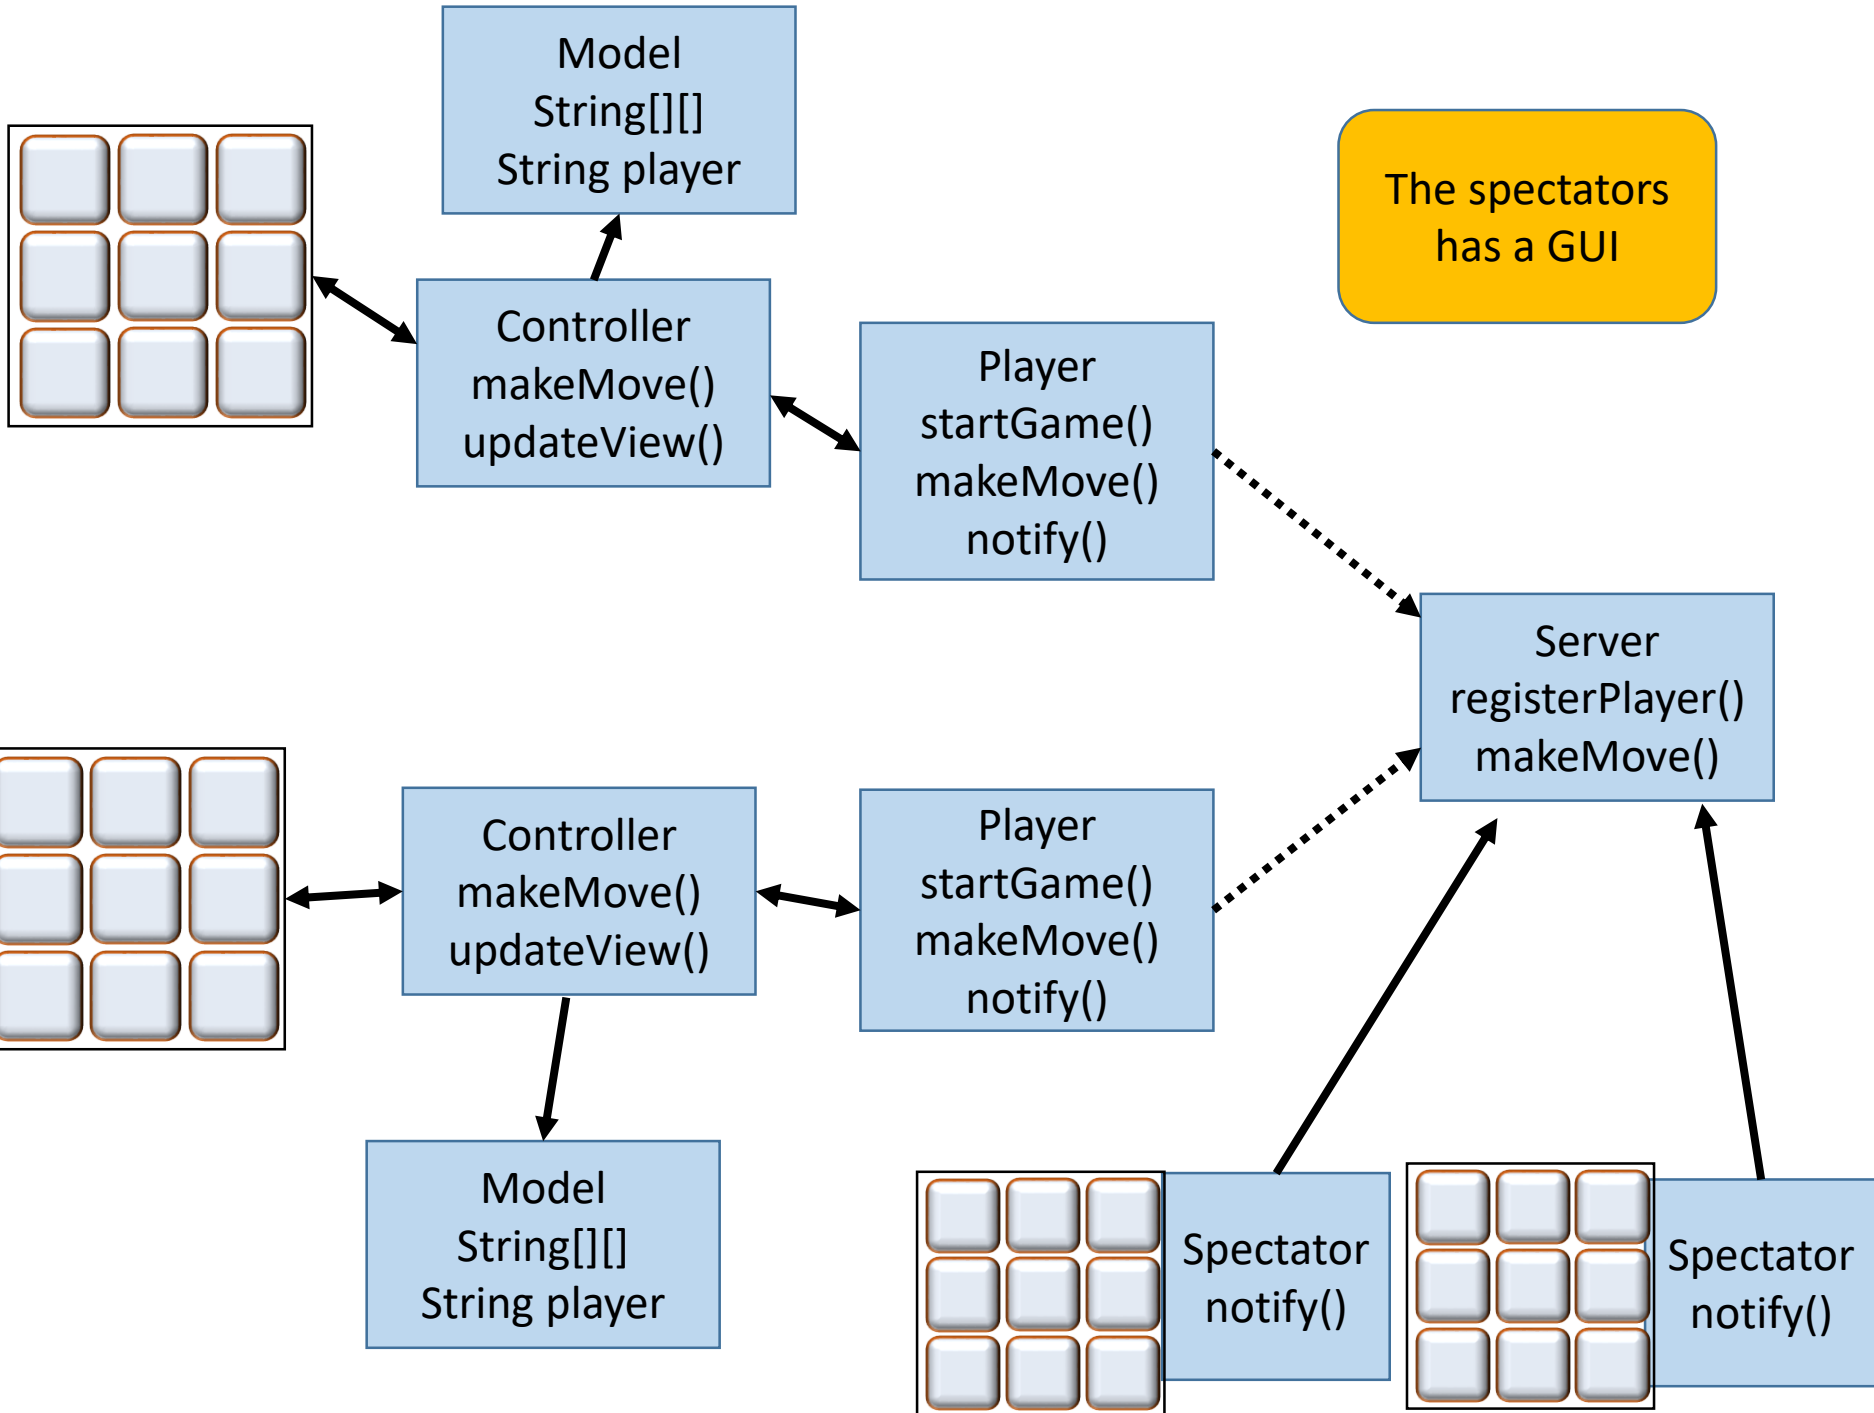 Model
String[][]
String player
The spectators
has a GUI
Controller
makeMove()
updateView()
Player
startGame()
makeMove()
notify()
Server
registerPlayer()
makeMove()
Controller
makeMove()
updateView()
Player
startGame()
makeMove()
notify()
Model
String[][]
String player
Spectator
notify()
Spectator
notify()